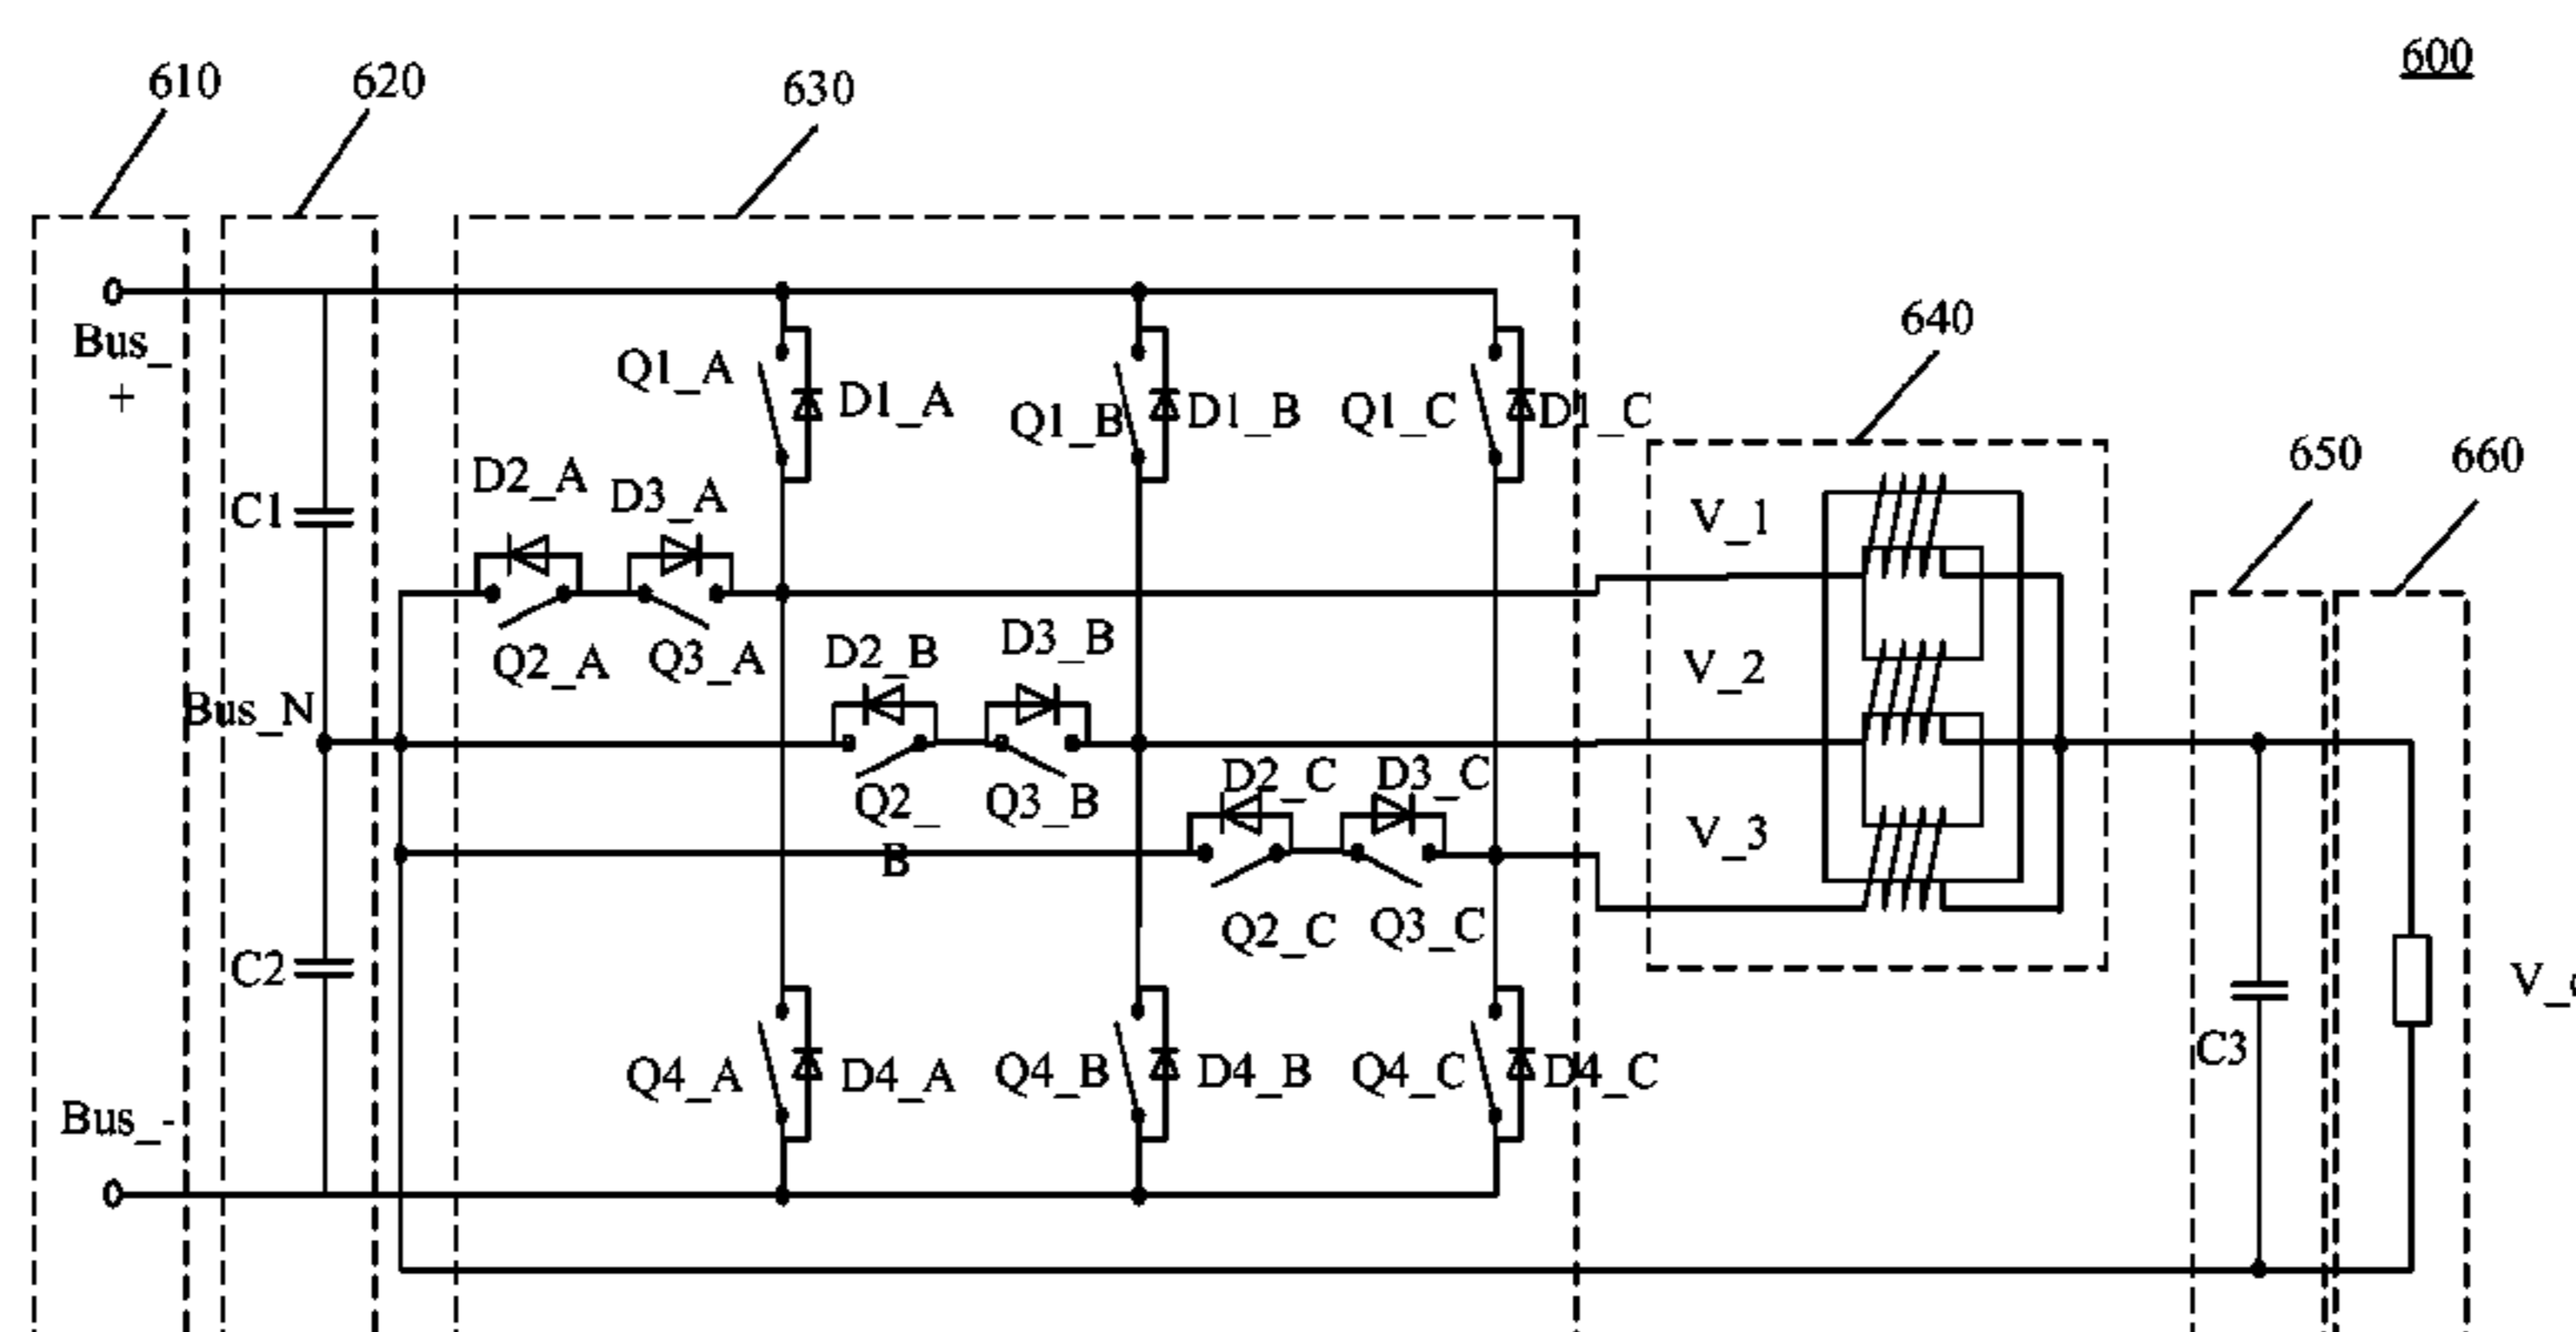 600
610
620
630
Bus_
+
Q1_A
D1_A
Q1_B
D1_B
Q1_C
D1_C
640
650
660
D2_A
D3_A
C1
V_1
Q2_A
Q3_A
D2_B
D3_B
V_2
Bus_N
Q2_
B
Q3_B
D2_C
D3_C
V_3
Q2_C
Q3_C
C2
Q4_A
D4_A
Q4_B
D4_B
Q4_C
D4_C
C3
Bus_-